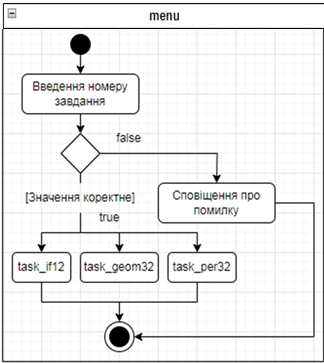 menu
Введення номеру
завдання
false
[Значення коректне]
true
Сповіщення про
помилку
task_if12
task_geom32
task_per32